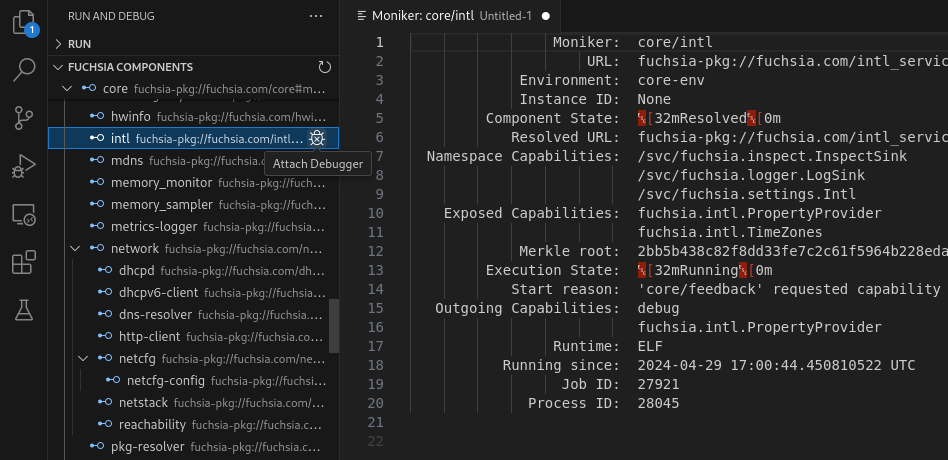 RUN AND DEBUG ···
RUN
FUCHSIA COMPONENTS
core fuchsia-pkg://fuchsia.com/core#m...
hwinfo fuchsia-pkg://fuchsia.com/hwi...
intl fuchsia-pkg://fuchsia.com/intl...
Attach Debugger
mdns fuchsia-pkg://fuchsia.c
memory_monitor fuchsia-pkg://fuch...
memory_sampler fuchsia-pkg://fuch...
metrics-logger fuchsia-pkg://fuchsia...
network fuchsia-pkg://fuchsia.com/n...
dhcpd fuchsia-pkg://fuchsia.com/dh...
dhcpv6-client fuchsia-pkg://fuchsia...
dns-resolver fuchsia-pkg://fuchsia...
http-client fuchsia-pkg://fuchsia.c...
netcfg fuchsia-pkg://fuchsia.com/ne...
netcfg-config fuchsia-pkg://fuchsi...
netstack fuchsia-pkg://fuchsia.com/...
reachability fuchsia-pkg://fuchsia.c...
pkg-resolver fuchsia-pkg://fuchsia.c...
1
Moniker: core/intl Untitled-1
1 Moniker: core/intl
2 URL: fuchsia-pkg://fuchsia.com/intl_servic
3 Environment: core-env
4 Instance ID: None
5 Component State: [32mResolved[0m
6 Resolved URL: fuchsia-pkg://fuchsia.com/intl_servic
7 Namespace Capabilities: /svc/fuchsia.inspect.InspectSink
8 /svc/fuchsia.logger.LogSink
9 /svc/fuchsia.settings.Intl
10 Exposed Capabilities: fuchsia.intl.PropertyProvider
11 fuchsia.intl.TimeZones
12 Merkle root: 2bb5b438c82f8dd33fe7c2c61f5964b228eda
13 Execution State: [32mRunning[0m
14 Start reason: 'core/feedback' requested capability
15 Outgoing Capabilities: debug
16 fuchsia.intl.PropertyProvider
17 Runtime: ELF
18 Running since: 2024-04-29 17:00:44.450810522 UTC
19 Job ID: 27921
20 Process ID: 28045
21
22